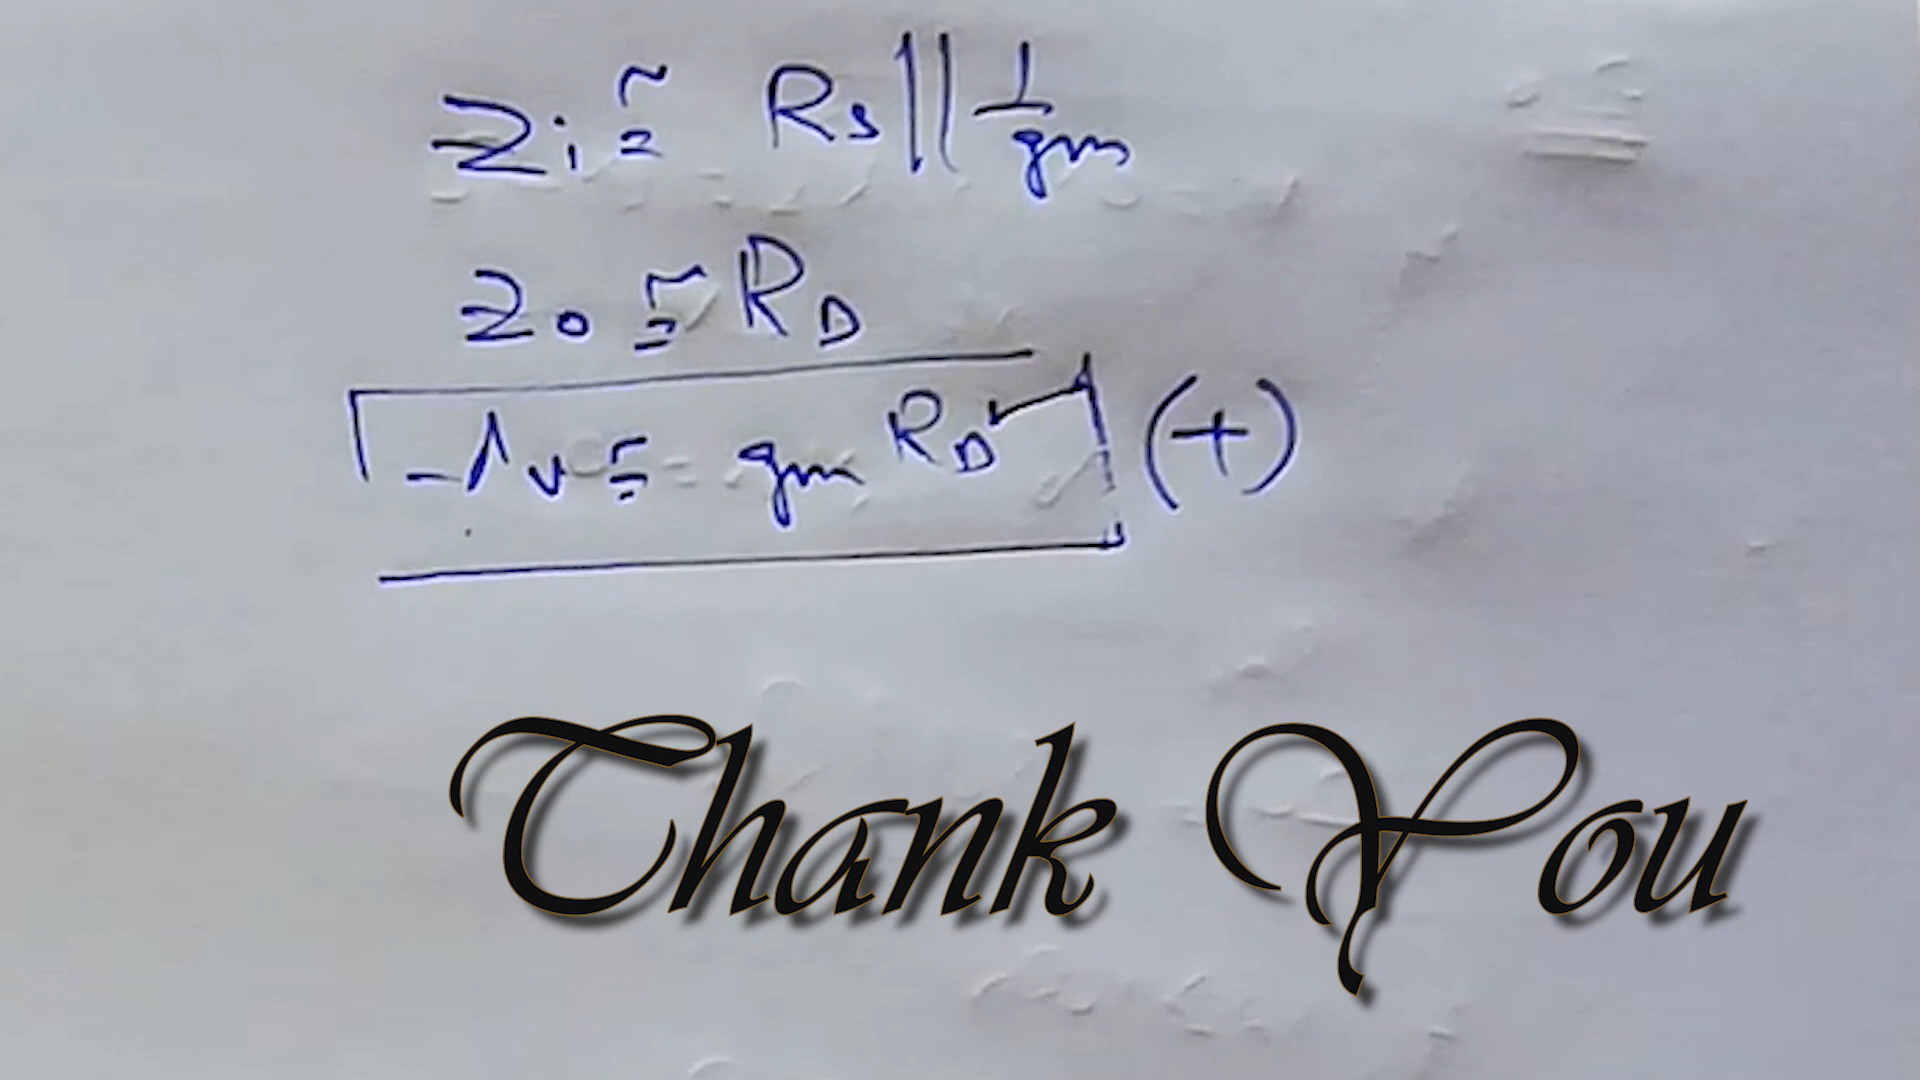 Zi ≅ Rs || 1/gm
Zo ≅ RD
Av ≅ gm RD (+)
Thank You